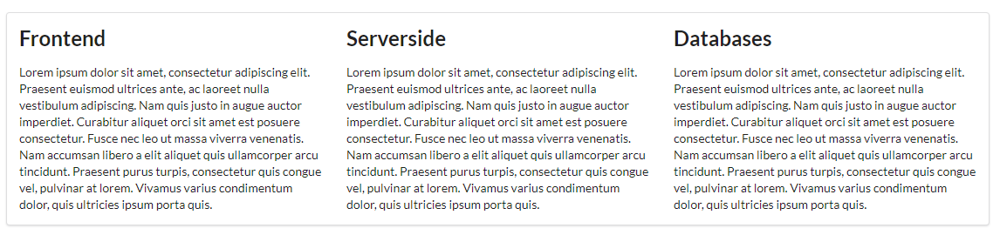 Frontend
Lorem ipsum dolor sit amet, consectetur adipiscing elit.
Praesent euismod ultrices ante, ac laoreet nulla
vestibulum adipiscing. Nam quis justo in augue auctor
imperdiet. Curabitur aliquet orci sit amet est posuere
consectetur. Fusce nec leo ut massa viverra venenatis.
Nam accumsan libero a elit aliquet quis ullamcorper arcu
tincidunt. Praesent purus turpis, consectetur quis congue
vel, pulvinar at lorem. Vivamus varius condimentum
dolor, quis ultricies ipsum porta quis.
Serverside
Lorem ipsum dolor sit amet, consectetur adipiscing elit.
Praesent euismod ultrices ante, ac laoreet nulla
vestibulum adipiscing. Nam quis justo in augue auctor
imperdiet. Curabitur aliquet orci sit amet est posuere
consectetur. Fusce nec leo ut massa viverra venenatis.
Nam accumsan libero a elit aliquet quis ullamcorper arcu
tincidunt. Praesent purus turpis, consectetur quis congue
vel, pulvinar at lorem. Vivamus varius condimentum
dolor, quis ultricies ipsum porta quis.
Databases
Lorem ipsum dolor sit amet, consectetur adipiscing elit.
Praesent euismod ultrices ante, ac laoreet nulla
vestibulum adipiscing. Nam quis justo in augue auctor
imperdiet. Curabitur aliquet orci sit amet est posuere
consectetur. Fusce nec leo ut massa viverra venenatis.
Nam accumsan libero a elit aliquet quis ullamcorper arcu
tincidunt. Praesent purus turpis, consectetur quis congue
vel, pulvinar at lorem. Vivamus varius condimentum
dolor, quis ultricies ipsum porta quis.